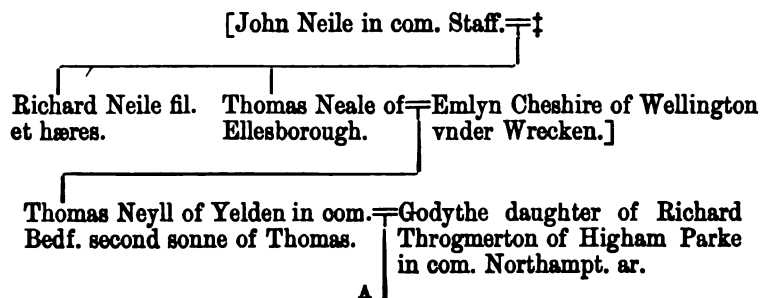 [John Neile in com. Staff.=‡
Richard Neile fil.
et hæres.
Thomas Neale of=Emlyn Cheshire of Wellington
Ellesborough.
vnder Wrecken.]
Thomas Neyll of Yelden in com.=Godythe daughter of Richard
Bedf. second sonne of Thomas.
Throgmerton of Higham Parke
in com. Northampt. ar.
A